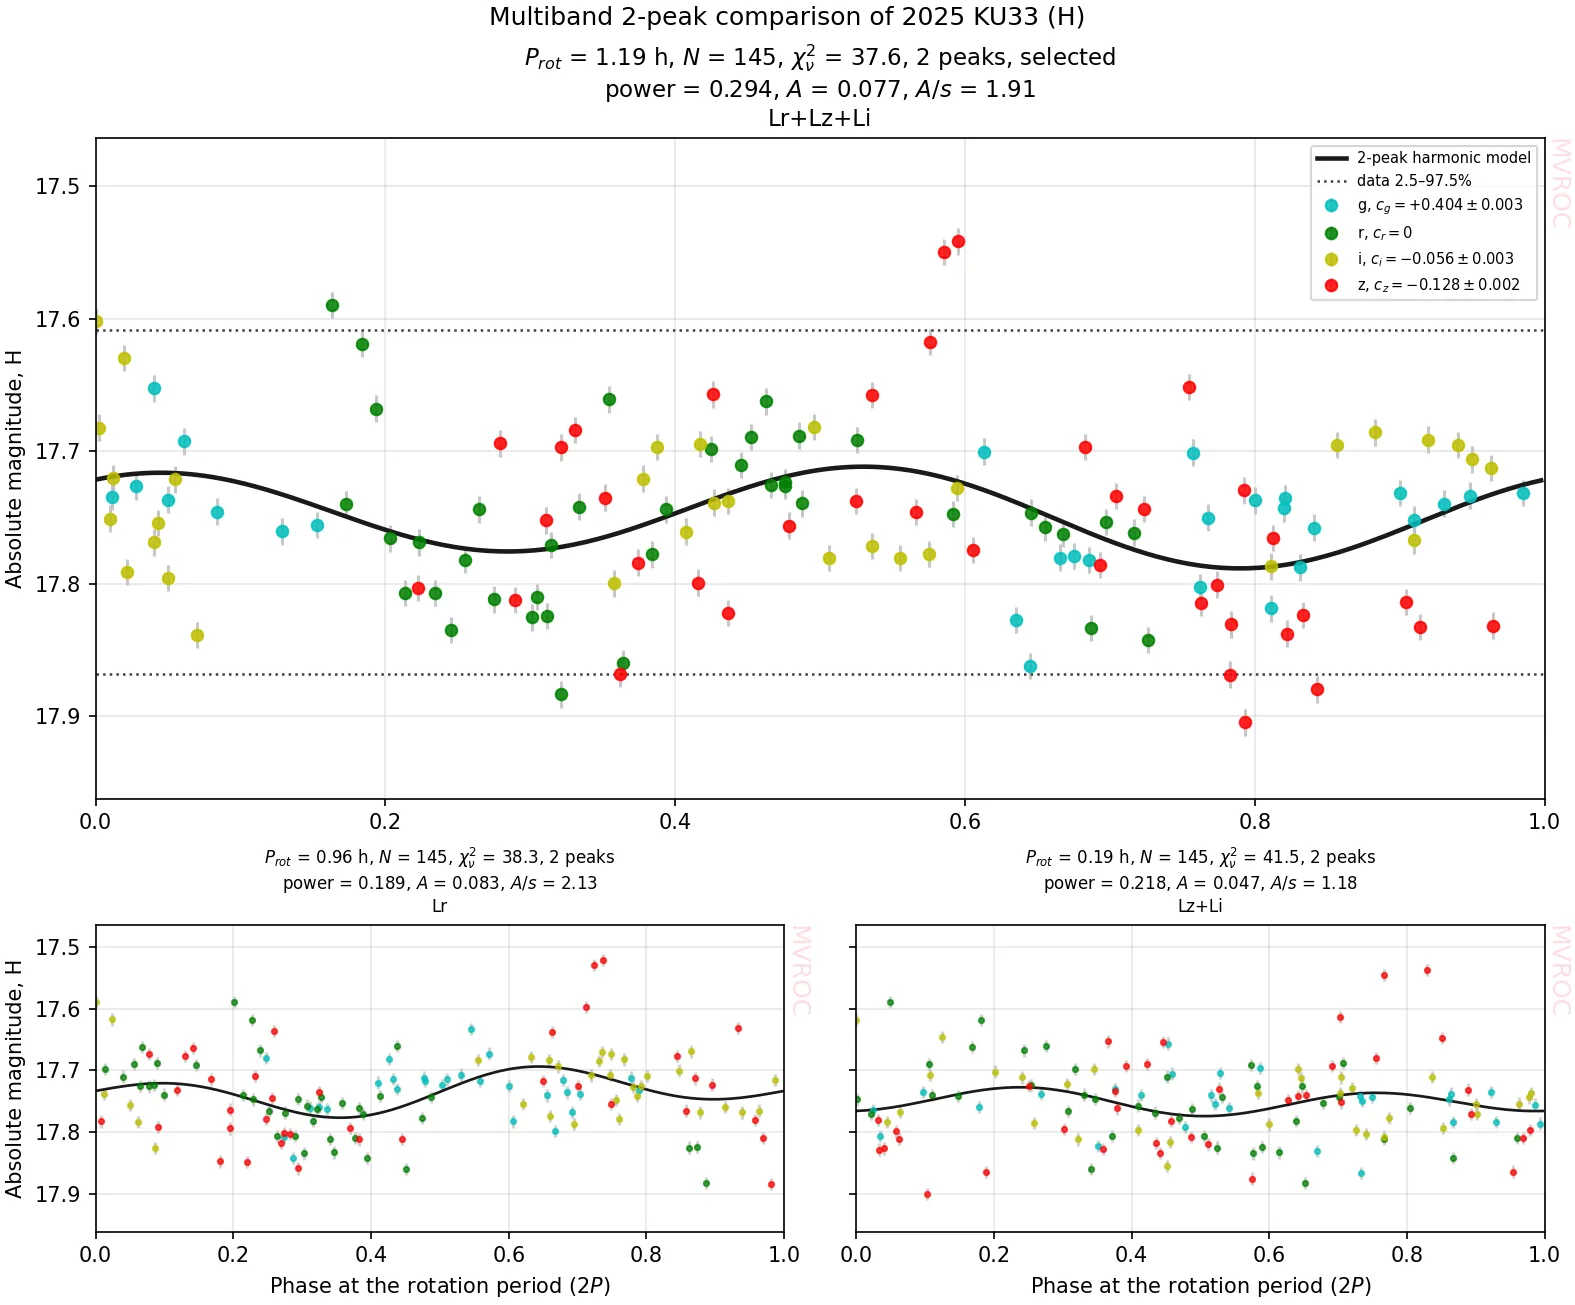 Multiband 2-peak comparison of 2025 KU33 (H)
P_rot = 1.19 h, N = 145, χ²_ν = 37.6, 2 peaks, selected
power = 0.294, A = 0.077, A/s = 1.91
Lr+Lz+Li
2-peak harmonic model
data 2.5–97.5%
g, c_g = +0.404 ± 0.003
r, c_r = 0
i, c_i = −0.056 ± 0.003
z, c_z = −0.128 ± 0.002
MVROC
Absolute magnitude, H
17.5
17.6
17.7
17.8
17.9
0.0 0.2 0.4 0.6 0.8 1.0
P_rot = 0.96 h, N = 145, χ²_ν = 38.3, 2 peaks
power = 0.189, A = 0.083, A/s = 2.13
Lr
MVROC
Absolute magnitude, H
17.5
17.6
17.7
17.8
17.9
0.0 0.2 0.4 0.6 0.8 1.0
Phase at the rotation period (2P)
P_rot = 0.19 h, N = 145, χ²_ν = 41.5, 2 peaks
power = 0.218, A = 0.047, A/s = 1.18
Lz+Li
MVROC
0.0 0.2 0.4 0.6 0.8 1.0
Phase at the rotation period (2P)